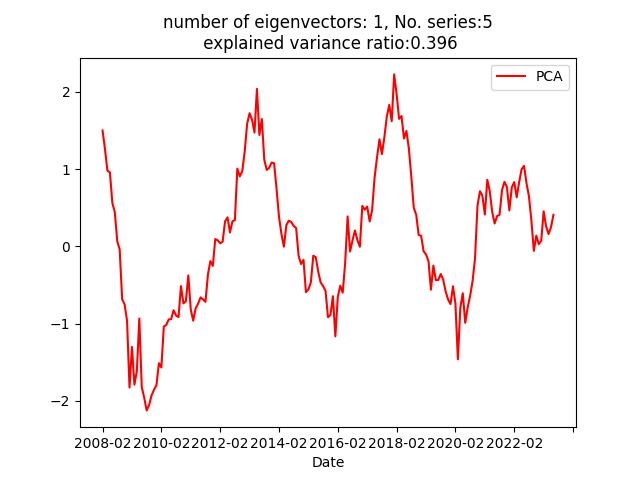 number of eigenvectors: 1, No. series:5
explained variance ratio:0.396
PCA
2
1
0
−1
−2
2008-02 2010-02 2012-02 2014-02 2016-02 2018-02 2020-02 2022-02
Date